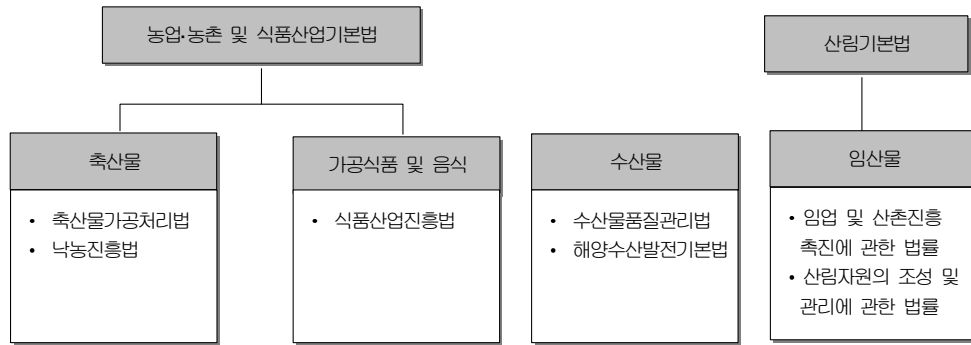 농업·농촌 및 식품산업기본법
산림기본법
축산물
• 축산물가공처리법
• 낙농진흥법
가공식품 및 음식
• 식품산업진흥법
수산물
• 수산물품질관리법
• 해양수산발전기본법
임산물
• 임업 및 산촌진흥
촉진에 관한 법률
• 산림자원의 조성 및
관리에 관한 법률